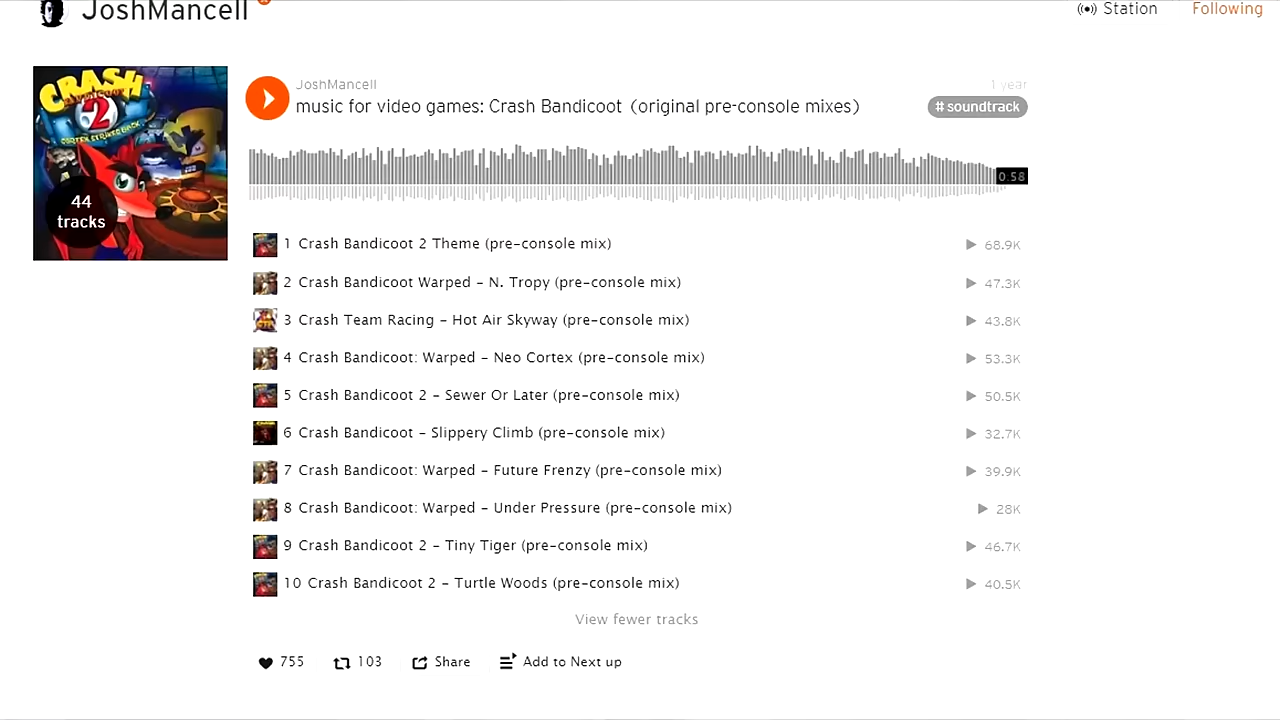 JoshMancell
Station
Following
CRASH
BANDICOOT
2
CORTEX STRIKES BACK
44
tracks
JoshMancell
1 year
music for video games: Crash Bandicoot (original pre-console mixes)
# soundtrack
0:58
1 Crash Bandicoot 2 Theme (pre-console mix)
68.9K
2 Crash Bandicoot Warped – N. Tropy (pre-console mix)
47.3K
3 Crash Team Racing – Hot Air Skyway (pre-console mix)
43.8K
4 Crash Bandicoot: Warped – Neo Cortex (pre-console mix)
53.3K
5 Crash Bandicoot 2 – Sewer Or Later (pre-console mix)
50.5K
6 Crash Bandicoot – Slippery Climb (pre-console mix)
32.7K
7 Crash Bandicoot: Warped – Future Frenzy (pre-console mix)
39.9K
8 Crash Bandicoot: Warped – Under Pressure (pre-console mix)
28K
9 Crash Bandicoot 2 – Tiny Tiger (pre-console mix)
46.7K
10 Crash Bandicoot 2 – Turtle Woods (pre-console mix)
40.5K
View fewer tracks
755
103
Share
Add to Next up